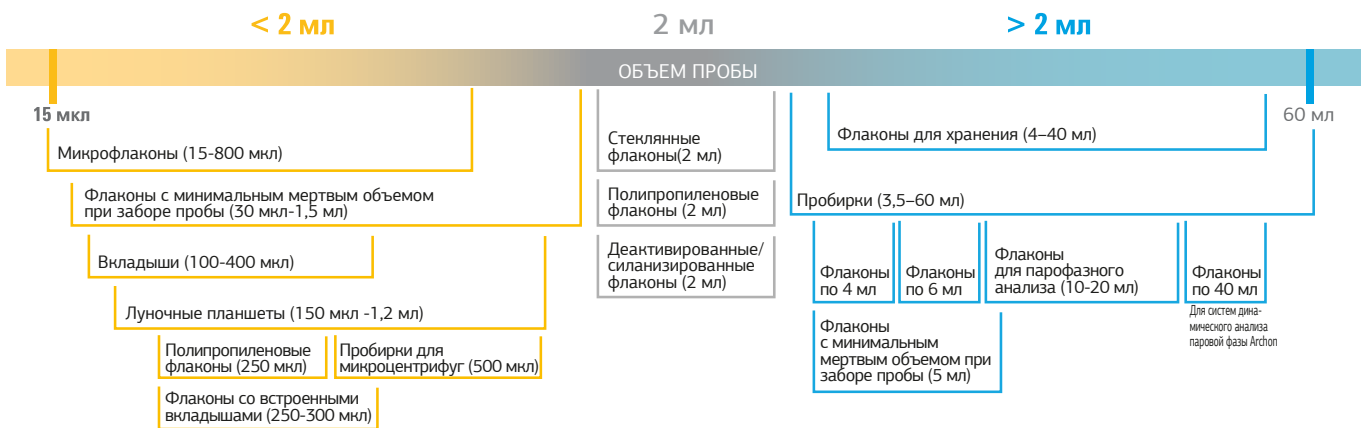 < 2 мл
2 мл
> 2 мл
ОБЪЕМ ПРОБЫ
15 мкл
60 мл
Микрофлаконы (15-800 мкл)
Флаконы с минимальным мертвым объемом
при заборе пробы (30 мкл-1,5 мл)
Вкладыши (100-400 мкл)
Луночные планшеты (150 мкл -1,2 мл)
Полипропиленовые
флаконы (250 мкл)
Пробирки для
микроцентрифуг (500 мкл)
Флаконы со встроенными
вкладышами (250-300 мкл)
Стеклянные
флаконы(2 мл)
Полипропиленовые
флаконы (2 мл)
Деактивированные/
силанизированные
флаконы (2 мл)
Флаконы для хранения (4–40 мл)
Пробирки (3,5–60 мл)
Флаконы
по 4 мл
Флаконы
по 6 мл
Флаконы
для парофазного
анализа (10-20 мл)
Флаконы
по 40 мл
Для систем дина-
мического анализа
паровой фазы Archon
Флаконы
с минимальным
мертвым объемом при
заборе пробы (5 мл)